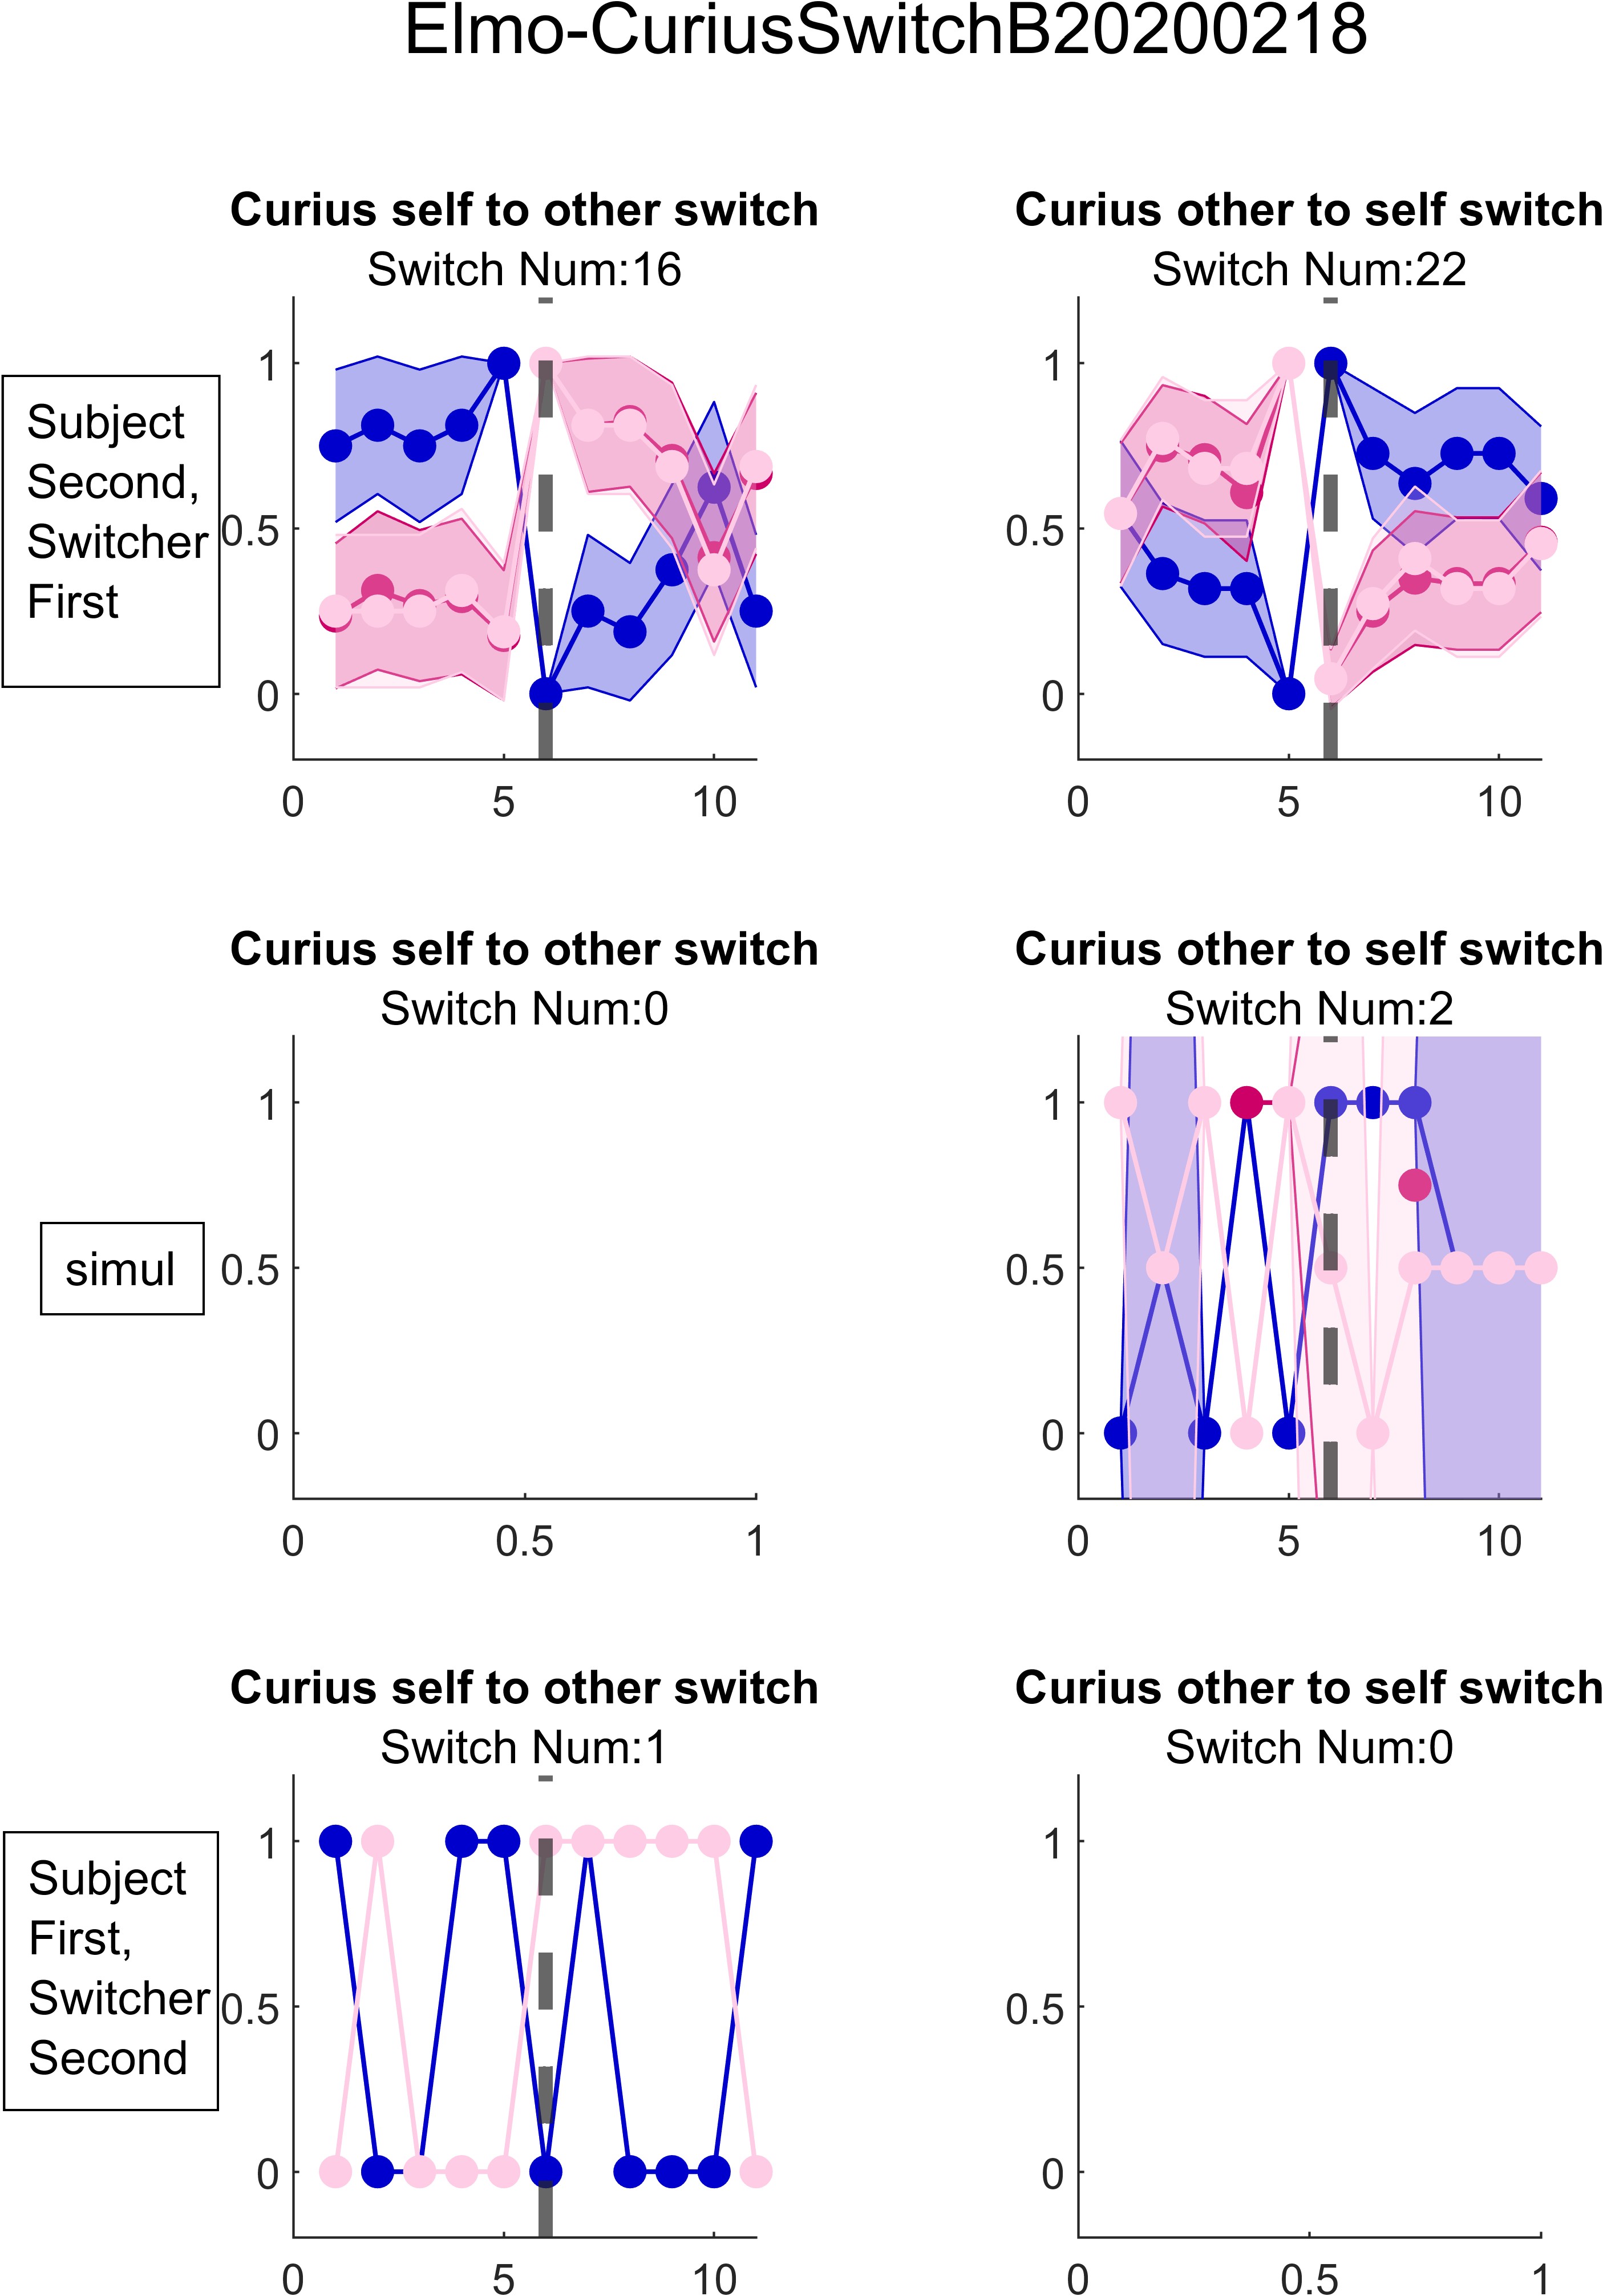 Elmo-CuriusSwitchB20200218
Curius self to other switch
Switch Num:16
Curius other to self switch
Switch Num:22
Subject
Second,
Switcher
First
1
0.5
0
0 5 10
1
0.5
0
0 5 10
Curius self to other switch
Switch Num:0
Curius other to self switch
Switch Num:2
simul
1
0.5
0
0 0.5 1
1
0.5
0
0 5 10
Curius self to other switch
Switch Num:1
Curius other to self switch
Switch Num:0
Subject
First,
Switcher
Second
1
0.5
0
0 5 10
1
0.5
0
0 0.5 1